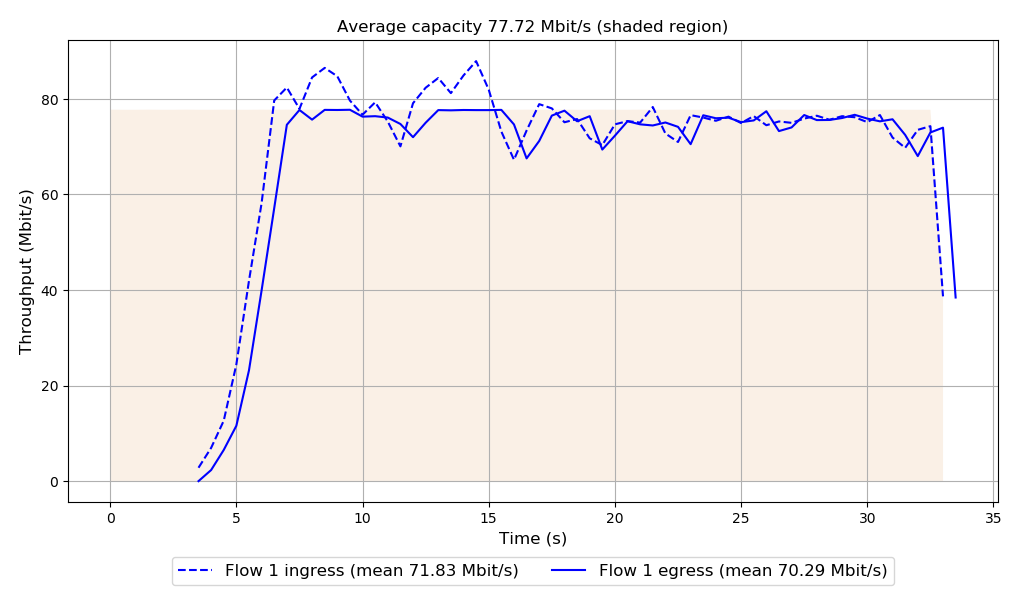 Average capacity 77.72 Mbit/s (shaded region)
Throughput (Mbit/s)
80
60
40
20
0
0 5 10 15 20 25 30 35
Time (s)
Flow 1 ingress (mean 71.83 Mbit/s) Flow 1 egress (mean 70.29 Mbit/s)